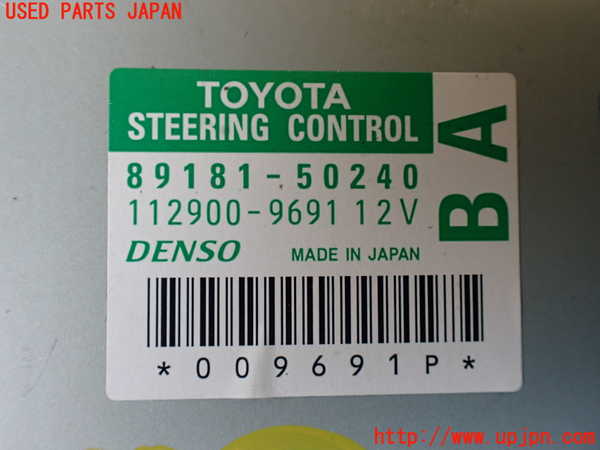 USED PARTS JAPAN
TOYOTA
STEERING CONTROL
89181-50240
112900-9691 12V
DENSO MADE IN JAPAN
BA
*009691P*
http://www.upjpn.com